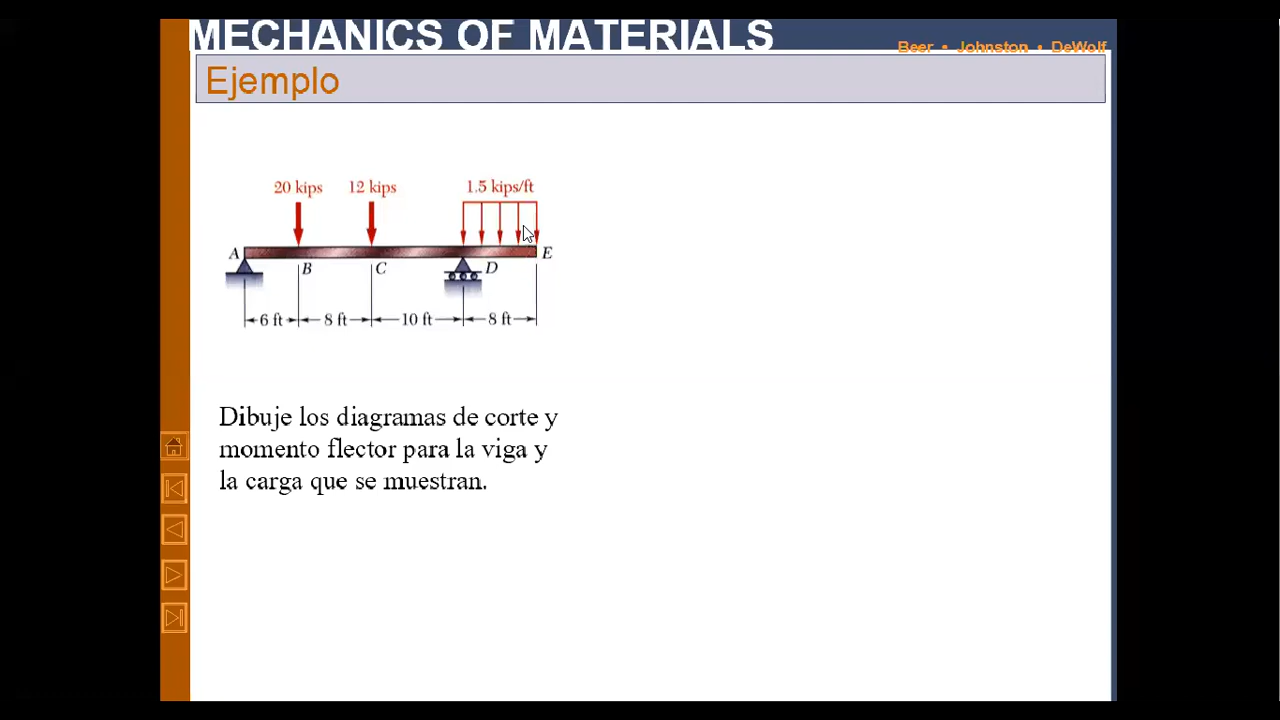 MECHANICS OF MATERIALS
Beer • Johnston • DeWolf
Ejemplo
20 kips 12 kips 1.5 kips/ft
A E
B C D
6 ft 8 ft 10 ft 8 ft
Dibuje los diagramas de corte y
momento flector para la viga y
la carga que se muestran.